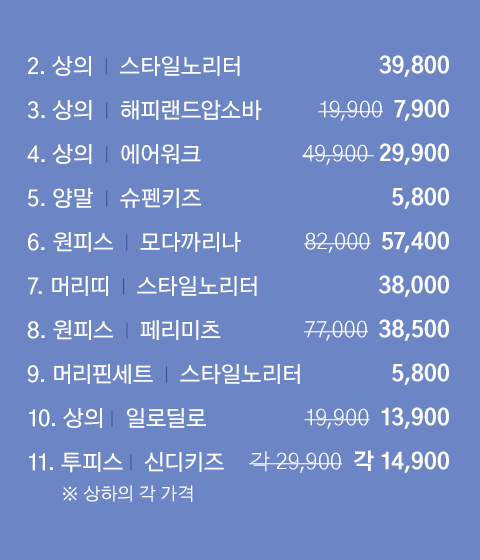 2. 상의 | 스타일노리터 39,800
3. 상의 | 해피랜드압소바 19,900 7,900
4. 상의 | 에어워크 49,900 29,900
5. 양말 | 슈펜키즈 5,800
6. 원피스 | 모다까리나 82,000 57,400
7. 머리띠 | 스타일노리터 38,000
8. 원피스 | 페리미츠 77,000 38,500
9. 머리핀세트 | 스타일노리터 5,800
10. 상의 | 일로딜로 19,900 13,900
11. 투피스 | 신디키즈 각 29,900 각 14,900
※ 상하의 각 가격